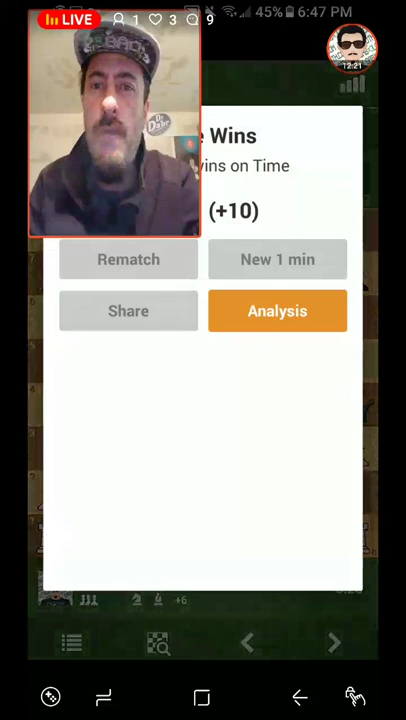 LIVE 1 3 9
45% 6:47 PM
12:21
Wins
on Time
(+10)
Rematch
New 1 min
Share
Analysis
+6